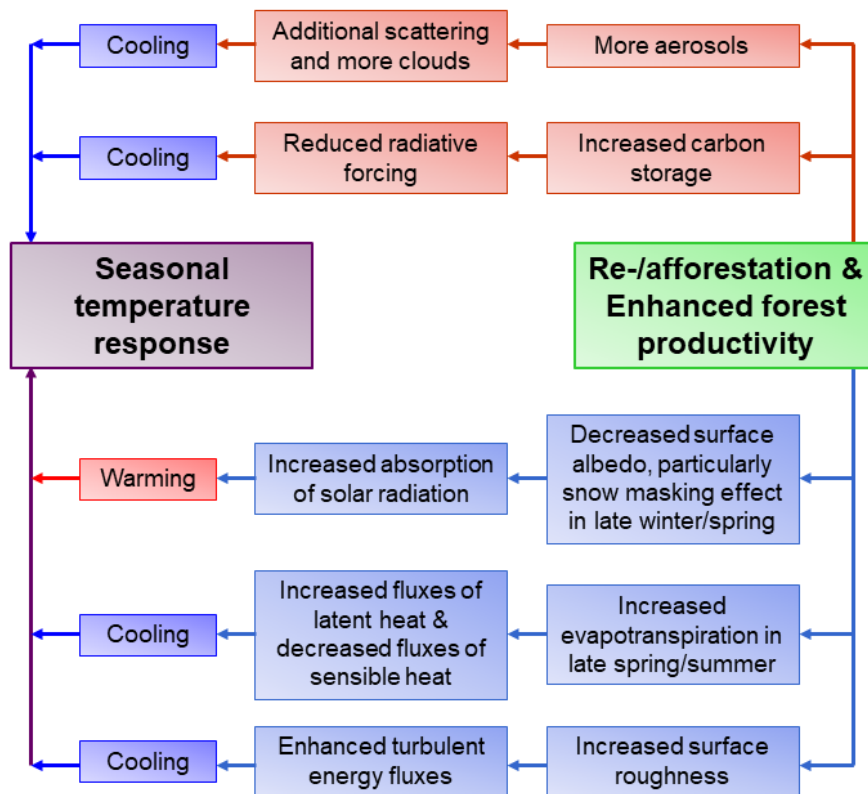 Cooling
Additional scattering
and more clouds
More aerosols
Cooling
Reduced radiative
forcing
Increased carbon
storage
Seasonal
temperature
response
Re-/afforestation &
Enhanced forest
productivity
Warming
Increased absorption
of solar radiation
Decreased surface
albedo, particularly
snow masking effect
in late winter/spring
Cooling
Increased fluxes of
latent heat &
decreased fluxes of
sensible heat
Increased
evapotranspiration in
late spring/summer
Cooling
Enhanced turbulent
energy fluxes
Increased surface
roughness